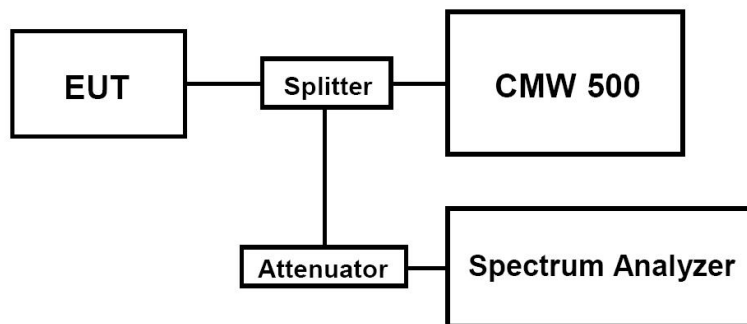 EUT
Splitter
CMW 500
Attenuator
Spectrum Analyzer